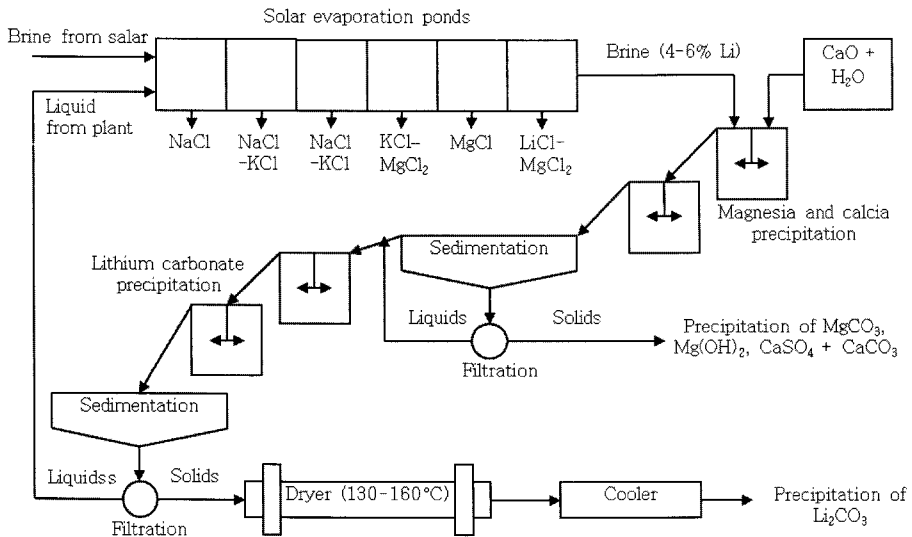 Solar evaporation ponds
Brine from salar
Brine (4-6% Li)
CaO +
H₂O
Liquid
from plant
NaCl
NaCl
-KCl
NaCl
-KCl
KCl-
MgCl₂
MgCl
LiCl-
MgCl₂
Magnesia and calcia
precipitation
Sedimentation
Lithium carbonate
precipitation
Liquids
Solids
Filtration
Precipitation of MgCO₃,
Mg(OH)₂, CaSO₄ + CaCO₃
Sedimentation
Liquidss
Solids
Filtration
Dryer (130-160°C)
Cooler
Precipitation of
Li₂CO₃